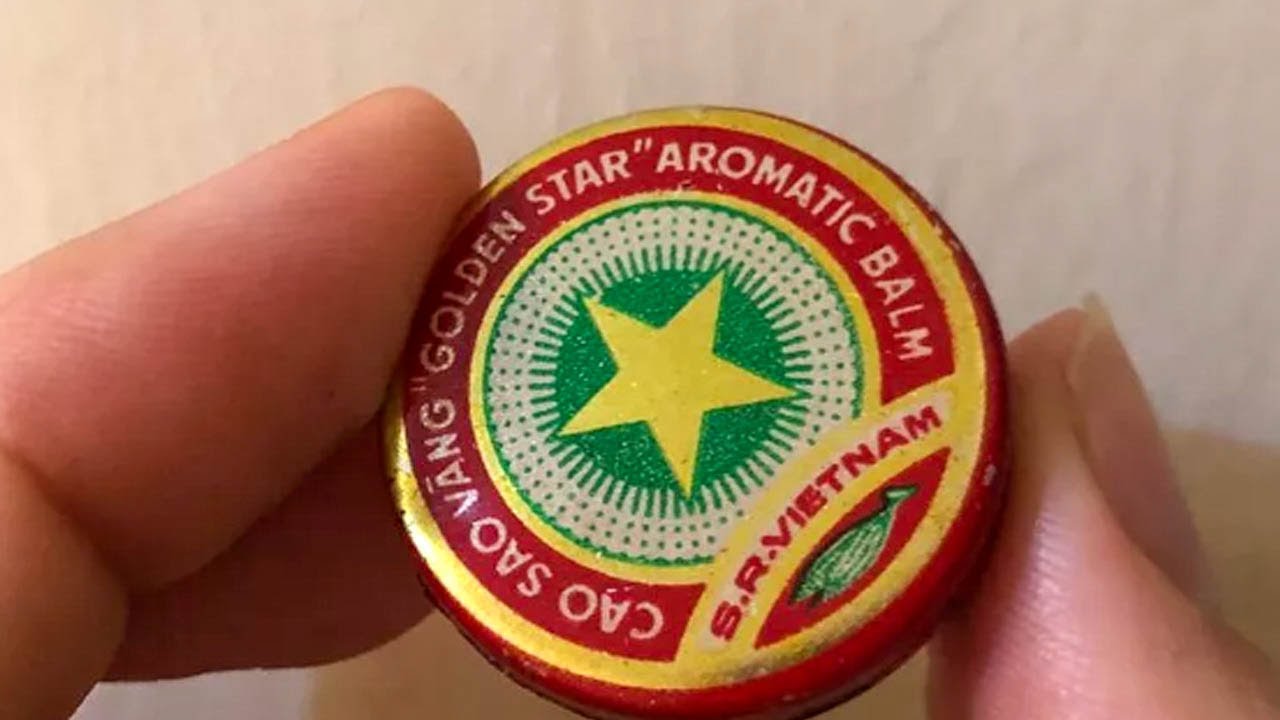 CAO SAO VÀNG "GOLDEN STAR" AROMATIC BALM
S.R.VIETNAM